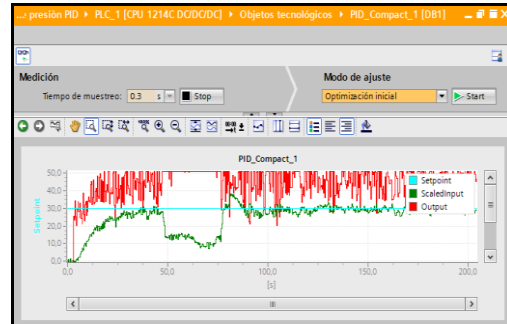 ...› presión PID › PLC_1 [CPU 1214C DC/DC/DC] › Objetos tecnológicos › PID_Compact_1 [DB1]
Medición
Modo de ajuste
Tiempo de muestreo: 0.3 s Stop
Optimización inicial Start
PID_Compact_1
50,0
40,0
30,0
20,0
10,0
0,0
Setpoint
Setpoint
ScaledInput
Output
0,0 50,0 100,0 150,0 200,0
[s]